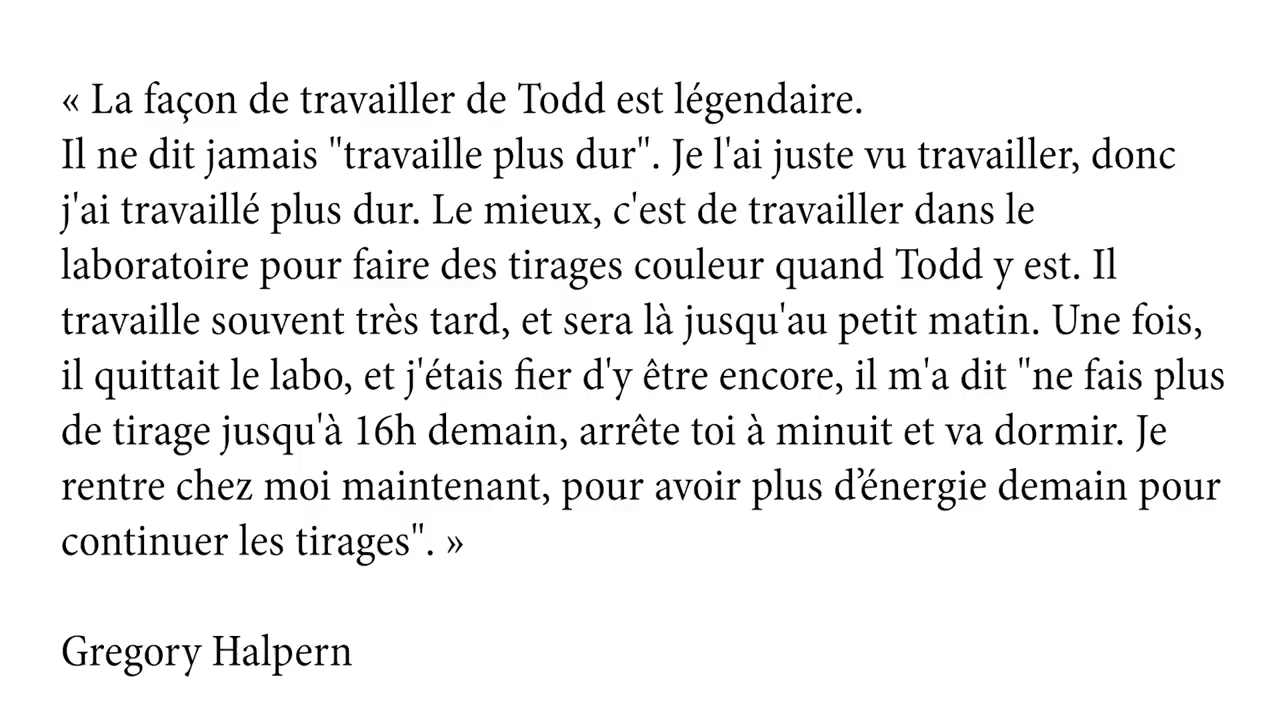 « La façon de travailler de Todd est légendaire.
Il ne dit jamais "travaille plus dur". Je l'ai juste vu travailler, donc
j'ai travaillé plus dur. Le mieux, c'est de travailler dans le
laboratoire pour faire des tirages couleur quand Todd y est. Il
travaille souvent très tard, et sera là jusqu'au petit matin. Une fois,
il quittait le labo, et j'étais fier d'y être encore, il m'a dit "ne fais plus
de tirage jusqu'à 16h demain, arrête toi à minuit et va dormir. Je
rentre chez moi maintenant, pour avoir plus d’énergie demain pour
continuer les tirages". »
Gregory Halpern